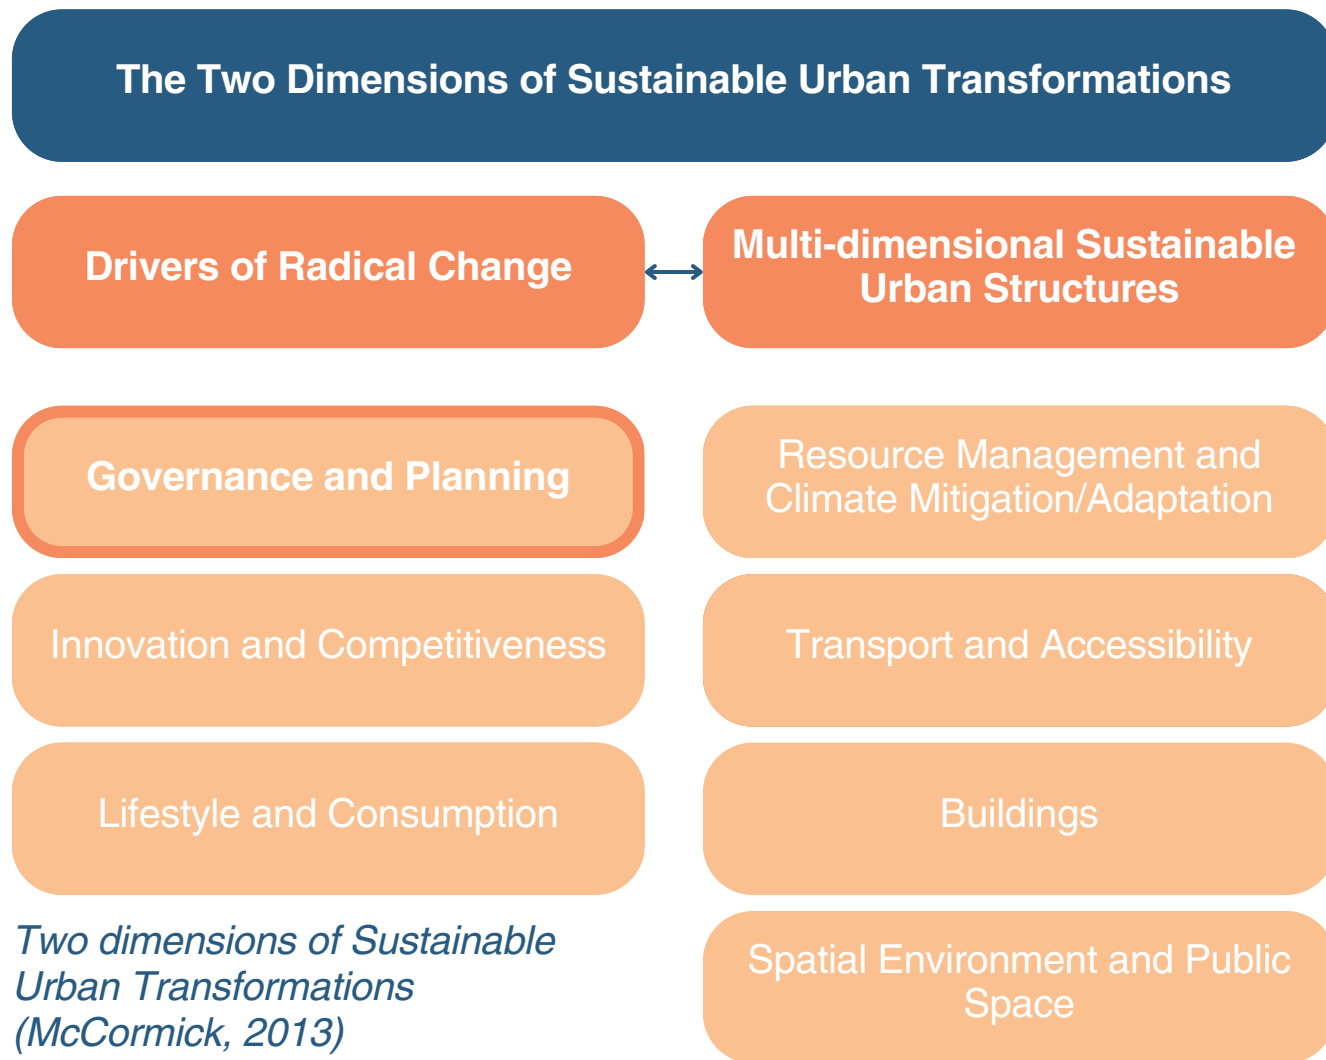 The Two Dimensions of Sustainable Urban Transformations
Drivers of Radical Change
Multi-dimensional Sustainable
Urban Structures
Governance and Planning
Innovation and Competitiveness
Lifestyle and Consumption
Resource Management and
Climate Mitigation/Adaptation
Transport and Accessibility
Buildings
Spatial Environment and Public
Space
Two dimensions of Sustainable
Urban Transformations
(McCormick, 2013)